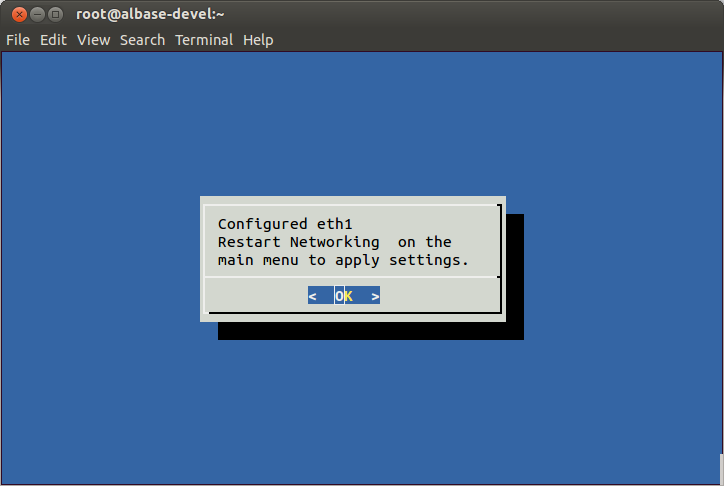 root@albase-devel:~
File Edit View Search Terminal Help
Configured eth1
Restart Networking  on the
main menu to apply settings.
<  OK  >